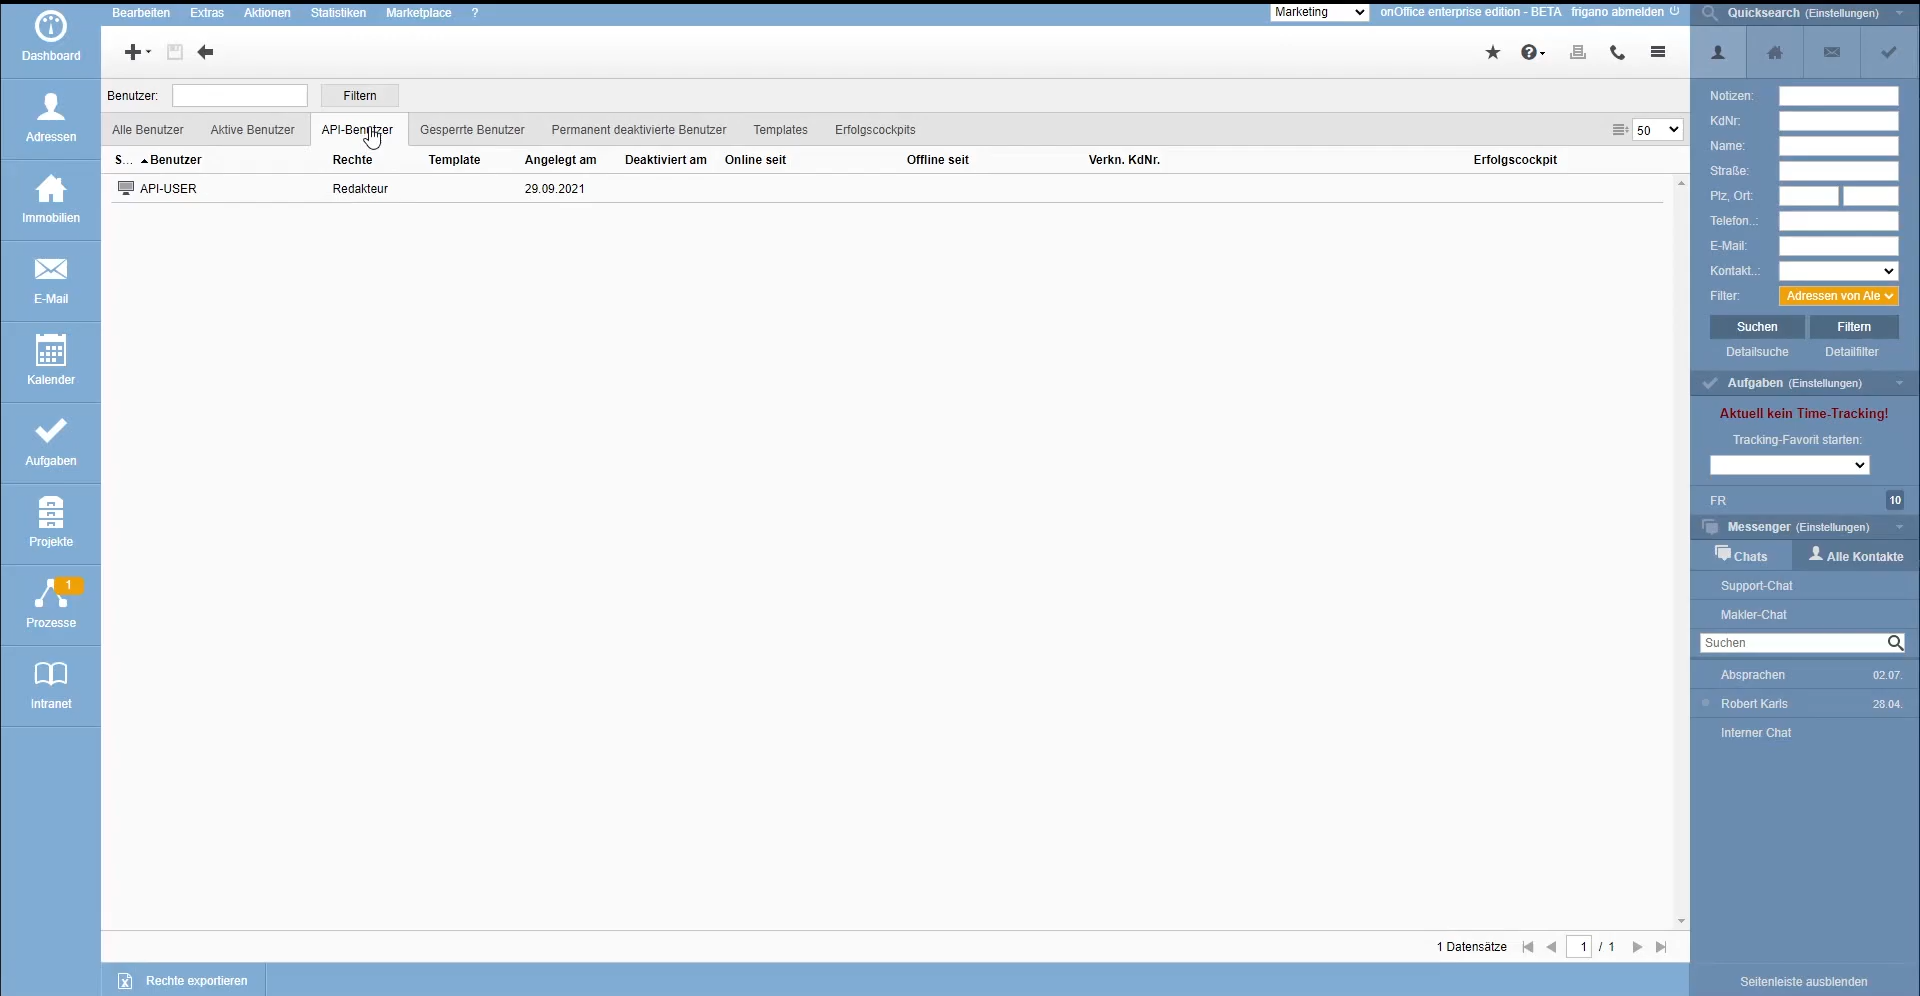 Bearbeiten Extras Aktionen Statistiken Marketplace ? Marketing onOffice enterprise edition - BETA frigano abmelden
Dashboard
Adressen
Immobilien
E-Mail
Kalender
Aufgaben
Projekte
1
Prozesse
Intranet
Benutzer: Filtern
Alle Benutzer Aktive Benutzer API-Benutzer Gesperrte Benutzer Permanent deaktivierte Benutzer Templates Erfolgscockpits 50
S... Benutzer Rechte Template Angelegt am Deaktiviert am Online seit Offline seit Verkn. KdNr. Erfolgscockpit
API-USER Redakteur 29.09.2021
1 Datensätze 1 / 1
Rechte exportieren
Quicksearch (Einstellungen)
Notizen:
KdNr:
Name:
Straße:
Plz, Ort:
Telefon..:
E-Mail:
Kontakt..:
Filter: Adressen von Ale
Suchen Filtern
Detailsuche Detailfilter
Aufgaben (Einstellungen)
Aktuell kein Time-Tracking!
Tracking-Favorit starten:
FR 10
Messenger (Einstellungen)
Chats Alle Kontakte
Support-Chat
Makler-Chat
Suchen
Absprachen 02.07.
Robert Karls 28.04.
Interner Chat
Seitenleiste ausblenden